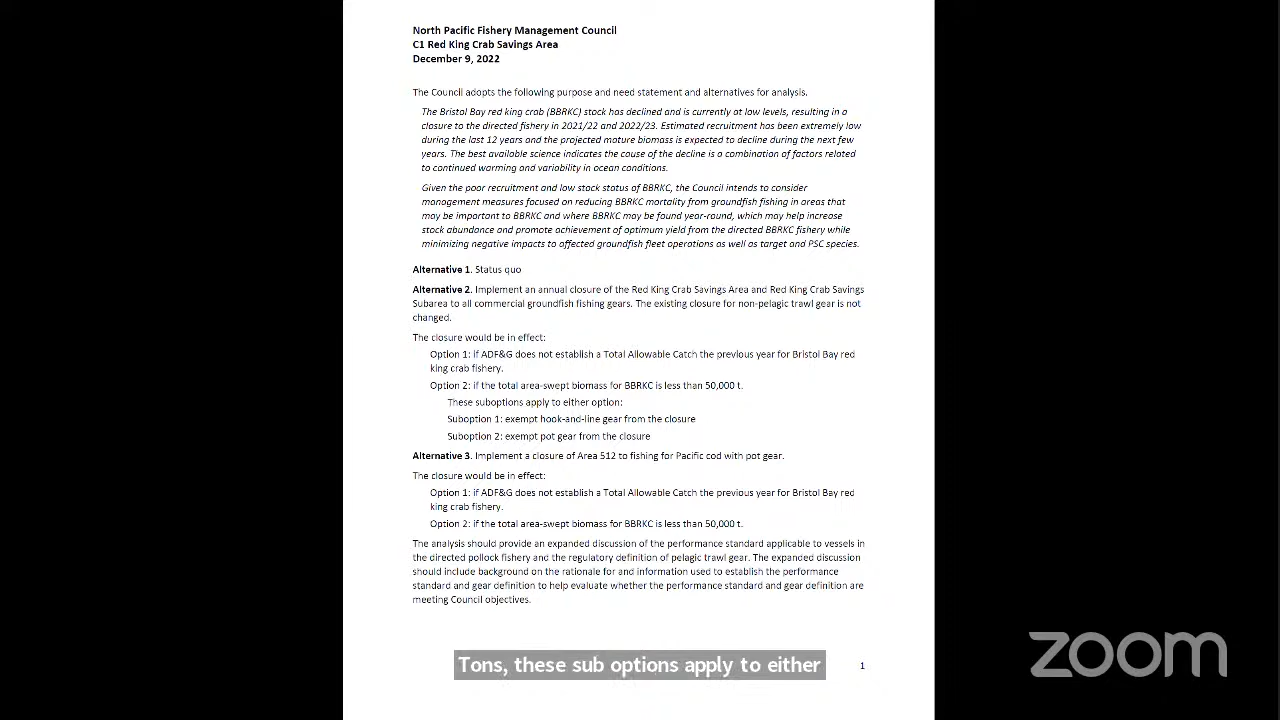 North Pacific Fishery Management Council
C1 Red King Crab Savings Area
December 9, 2022
The Council adopts the following purpose and need statement and alternatives for analysis.
The Bristol Bay red king crab (BBRKC) stock has declined and is currently at low levels, resulting in a
closure to the directed fishery in 2021/22 and 2022/23. Estimated recruitment has been extremely low
during the last 12 years and the projected mature biomass is expected to decline during the next few
years. The best available science indicates the cause of the decline is a combination of factors related
to continued warming and variability in ocean conditions.
Given the poor recruitment and low stock status of BBRKC, the Council intends to consider
management measures focused on reducing BBRKC mortality from groundfish fishing in areas that
may be important to BBRKC and where BBRKC may be found year-round, which may help increase
stock abundance and promote achievement of optimum yield from the directed BBRKC fishery while
minimizing negative impacts to affected groundfish fleet operations as well as target and PSC species.
Alternative 1. Status quo
Alternative 2. Implement an annual closure of the Red King Crab Savings Area and Red King Crab Savings
Subarea to all commercial groundfish fishing gears. The existing closure for non-pelagic trawl gear is not
changed.
The closure would be in effect:
Option 1: if ADF&G does not establish a Total Allowable Catch the previous year for Bristol Bay red
king crab fishery.
Option 2: if the total area-swept biomass for BBRKC is less than 50,000 t.
These suboptions apply to either option:
Suboption 1: exempt hook-and-line gear from the closure
Suboption 2: exempt pot gear from the closure
Alternative 3. Implement a closure of Area 512 to fishing for Pacific cod with pot gear.
The closure would be in effect:
Option 1: if ADF&G does not establish a Total Allowable Catch the previous year for Bristol Bay red
king crab fishery.
Option 2: if the total area-swept biomass for BBRKC is less than 50,000 t.
The analysis should provide an expanded discussion of the performance standard applicable to vessels in
the directed pollock fishery and the regulatory definition of pelagic trawl gear. The expanded discussion
should include background on the rationale for and information used to establish the performance
standard and gear definition to help evaluate whether the performance standard and gear definition are
meeting Council objectives.
Tons, these sub options apply to either
1
zoom